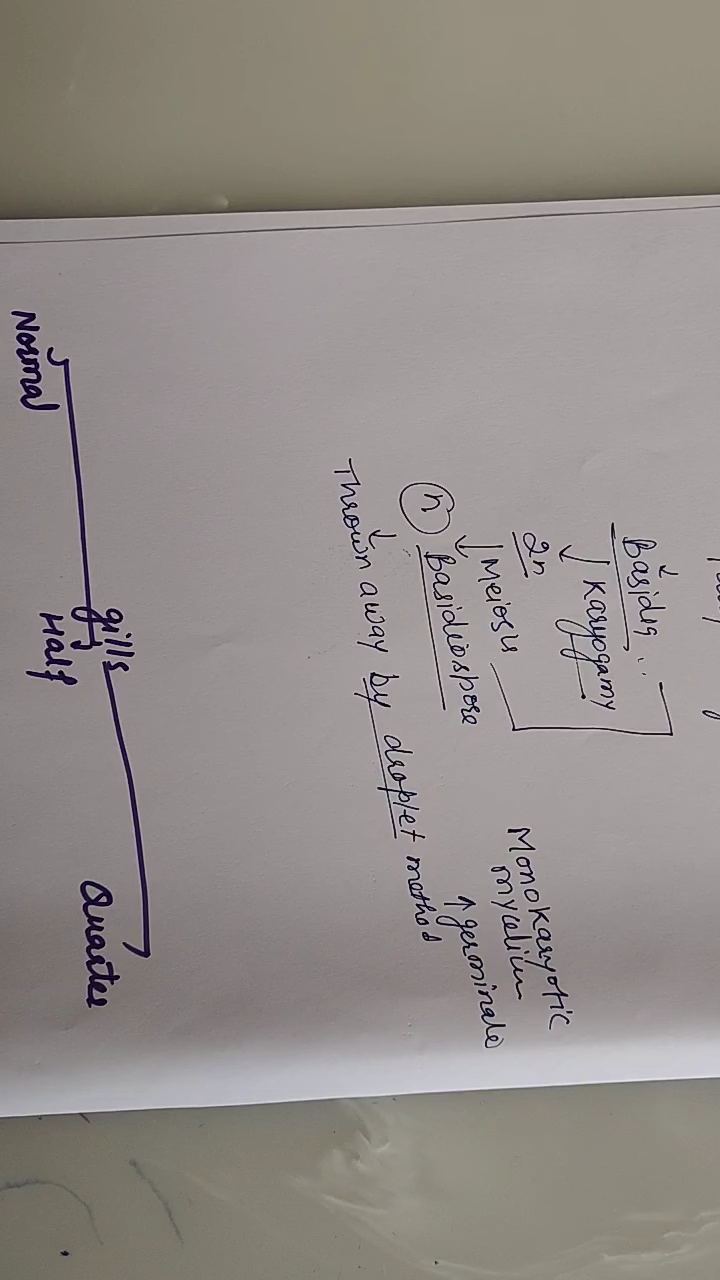 Basidia
↓ Karyogamy
2n
↓ Meiosis
Monokaryotic
mycelium
n Basidiospore
↑ germinate
↓
Thrown away by droplet method
gills
Normal Half Quarter